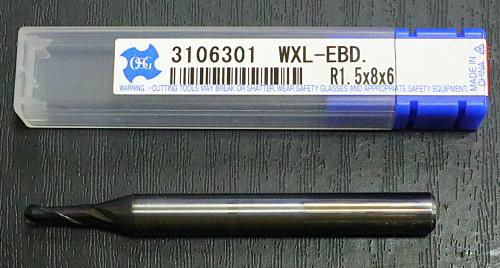 OSG
3106301 WXL-EBD.
R1.5x8x6
WARNING • CUTTING TOOLS MAY BREAK OR SHATTER, WEAR SAFETY GLASSES AND APPROPRIATE SAFETY EQUIPMENT.
MADE IN
CHINA